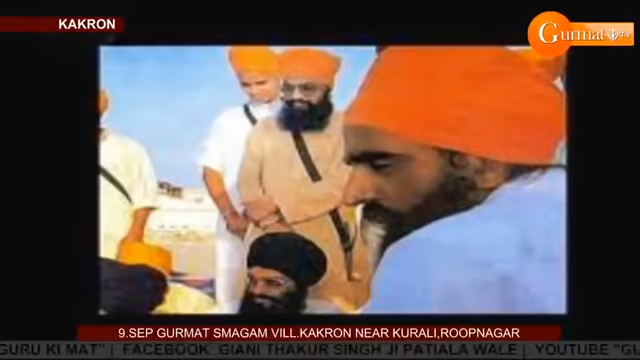 KAKRON
Gurmat TV
9.SEP GURMAT SMAGAM VILL.KAKRON NEAR KURALI,ROOPNAGAR
GURU KI MAT" | FACEBOOK. GIANI THAKUR SINGH JI PATIALA WALE | YOUTUBE "GU